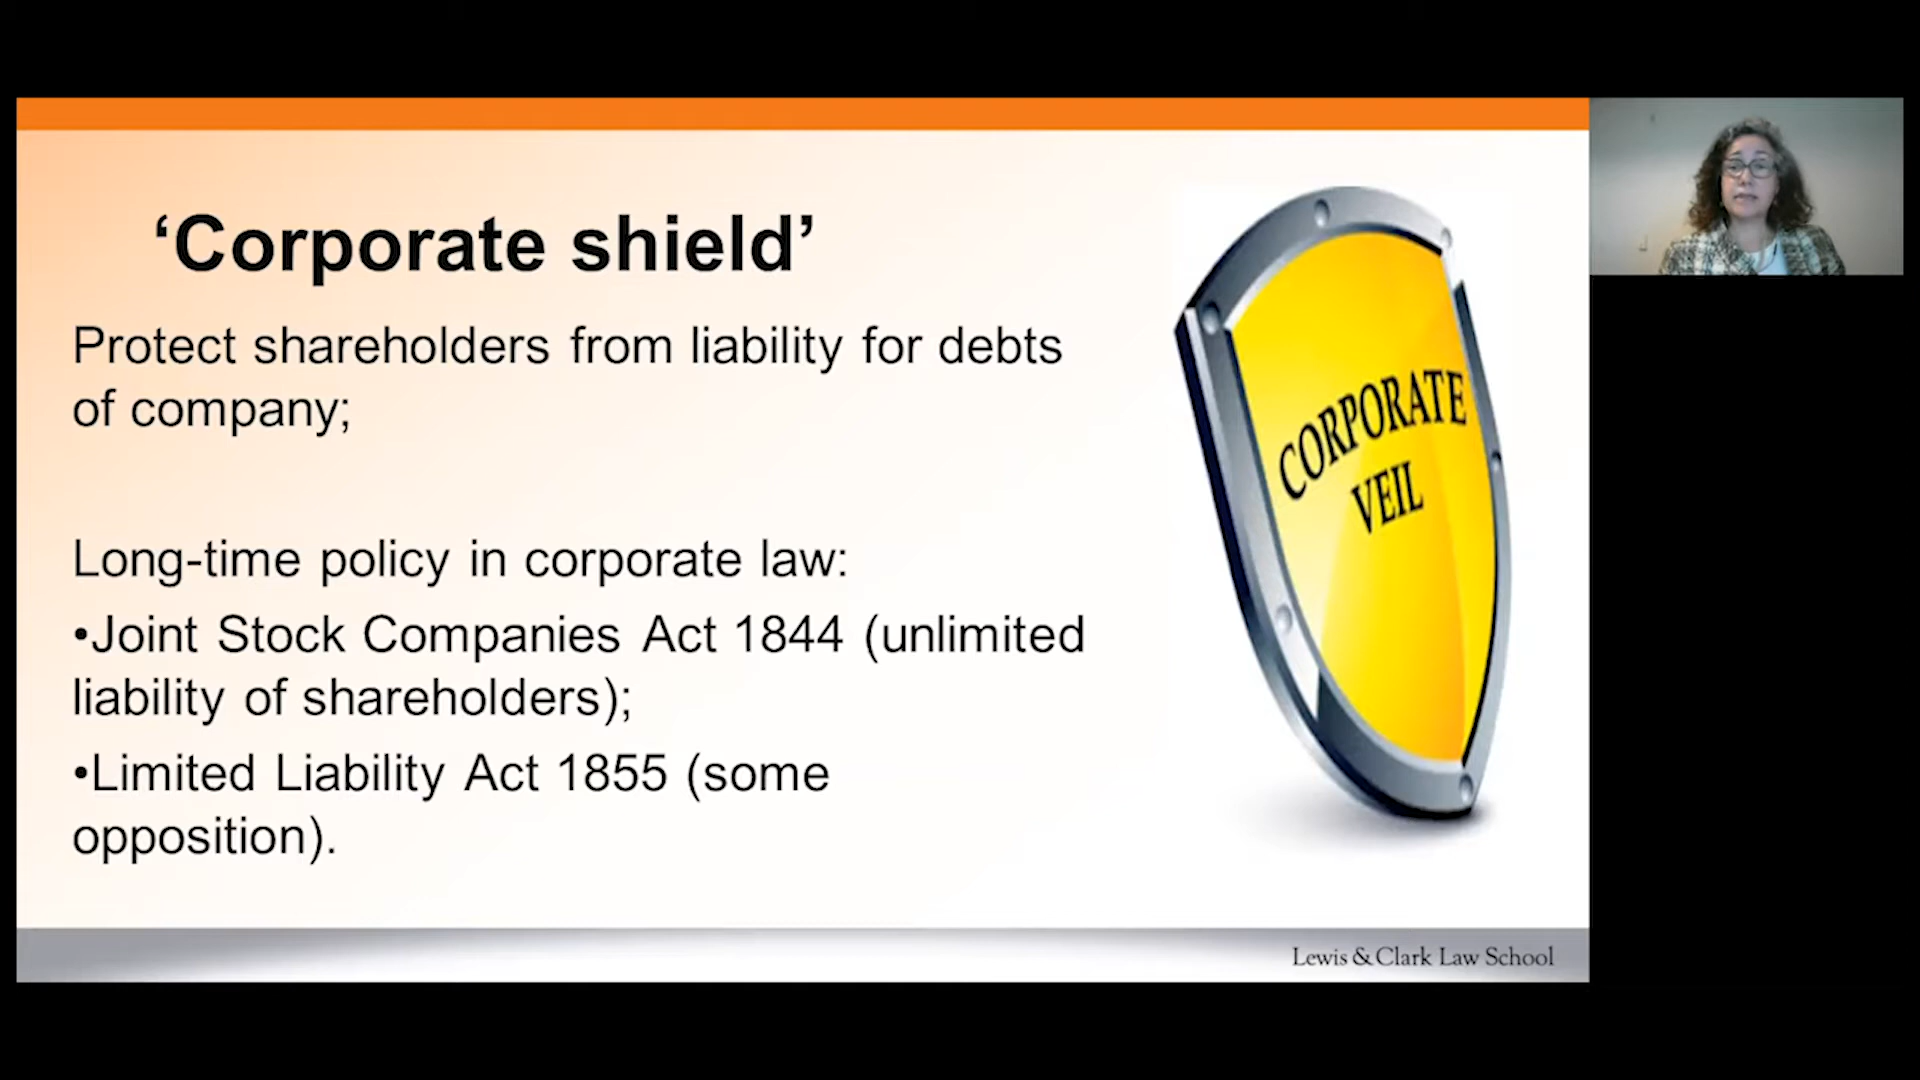 ‘Corporate shield’
Protect shareholders from liability for debts
of company;
Long-time policy in corporate law:
•Joint Stock Companies Act 1844 (unlimited
liability of shareholders);
•Limited Liability Act 1855 (some
opposition).
CORPORATE
VEIL
Lewis & Clark Law School